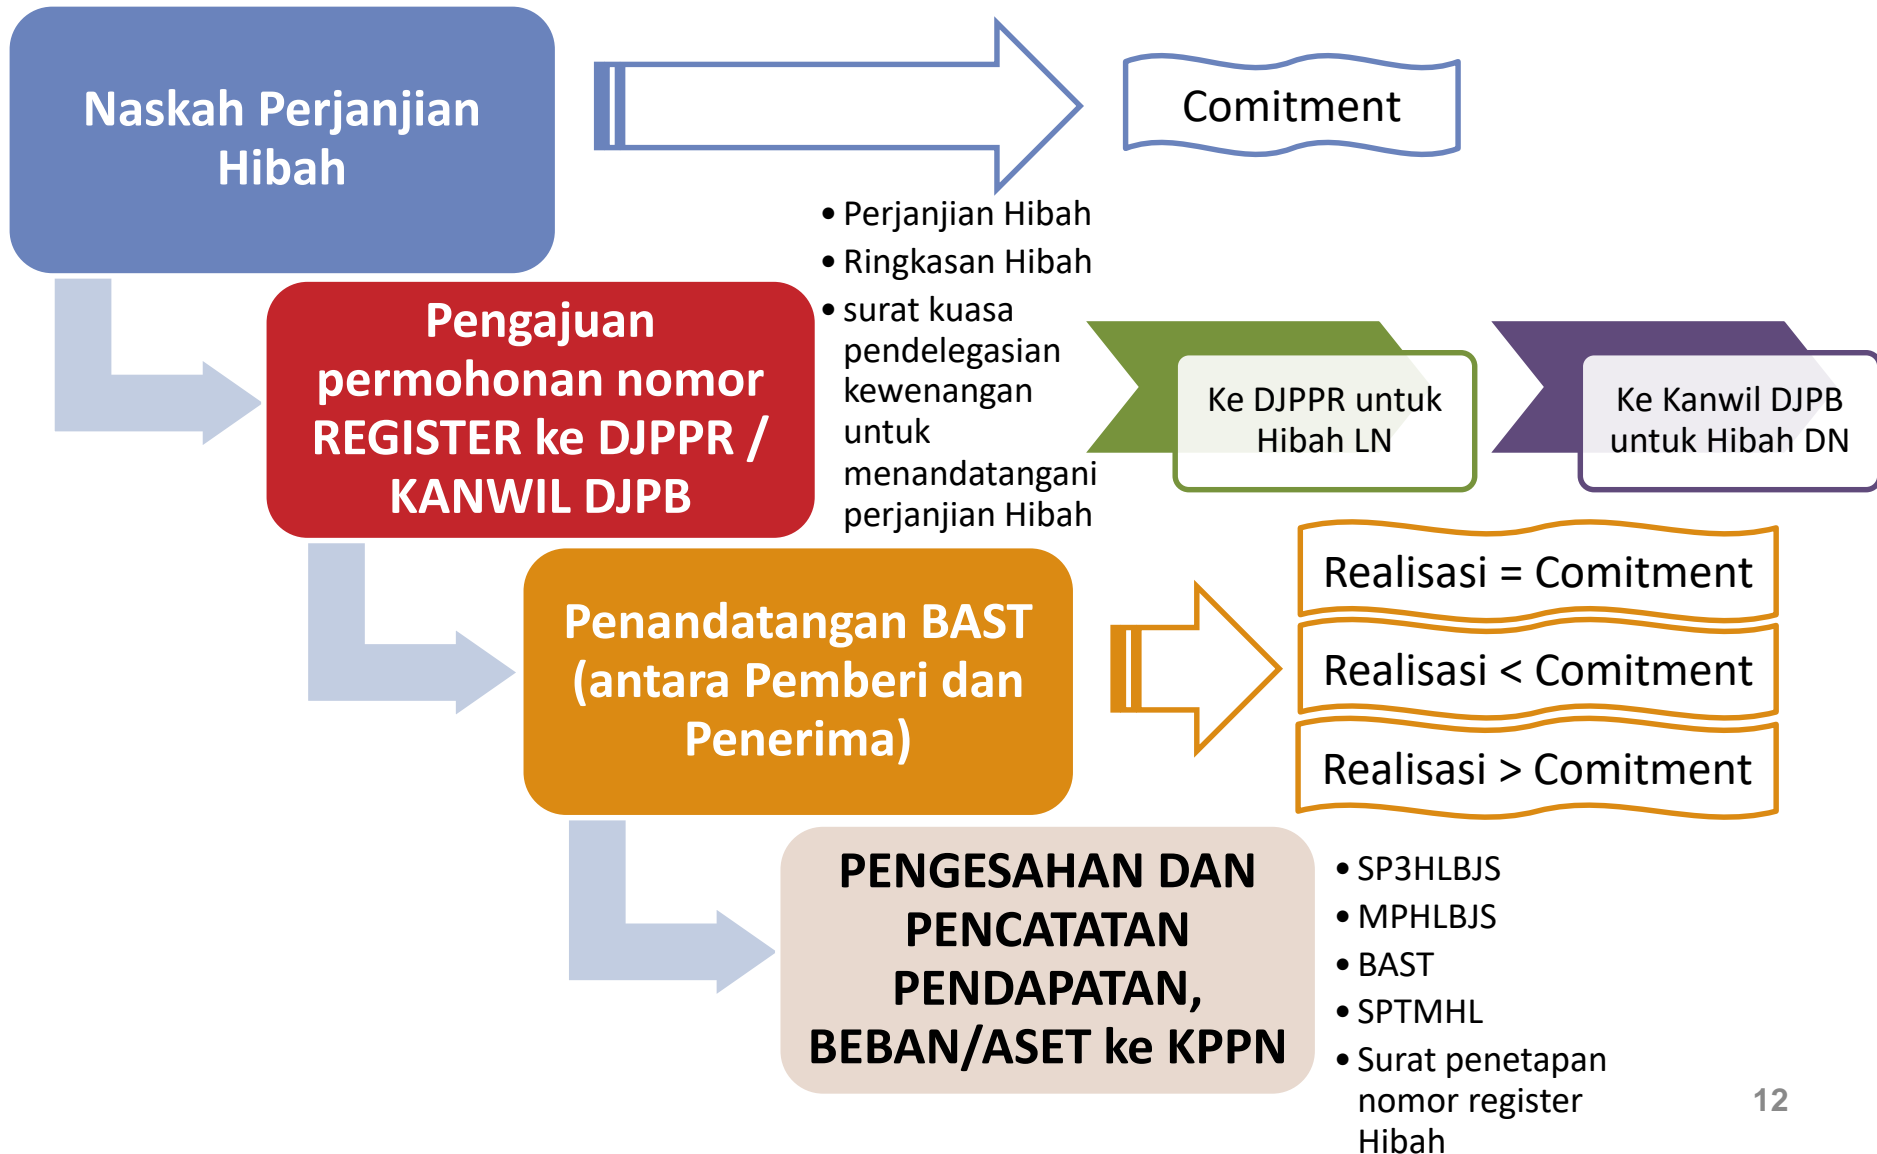 Naskah Perjanjian
Hibah
Comitment
Pengajuan
permohonan nomor
REGISTER ke DJPPR /
KANWIL DJPB
• Perjanjian Hibah
• Ringkasan Hibah
• surat kuasa
pendelegasian
kewenangan
untuk
menandatangani
perjanjian Hibah
Ke DJPPR untuk
Hibah LN
Ke Kanwil DJPB
untuk Hibah DN
Penandatangan BAST
(antara Pemberi dan
Penerima)
Realisasi = Comitment
Realisasi < Comitment
Realisasi > Comitment
PENGESAHAN DAN
PENCATATAN
PENDAPATAN,
BEBAN/ASET ke KPPN
• SP3HLBJS
• MPHLBJS
• BAST
• SPTMHL
• Surat penetapan
nomor register
Hibah
12